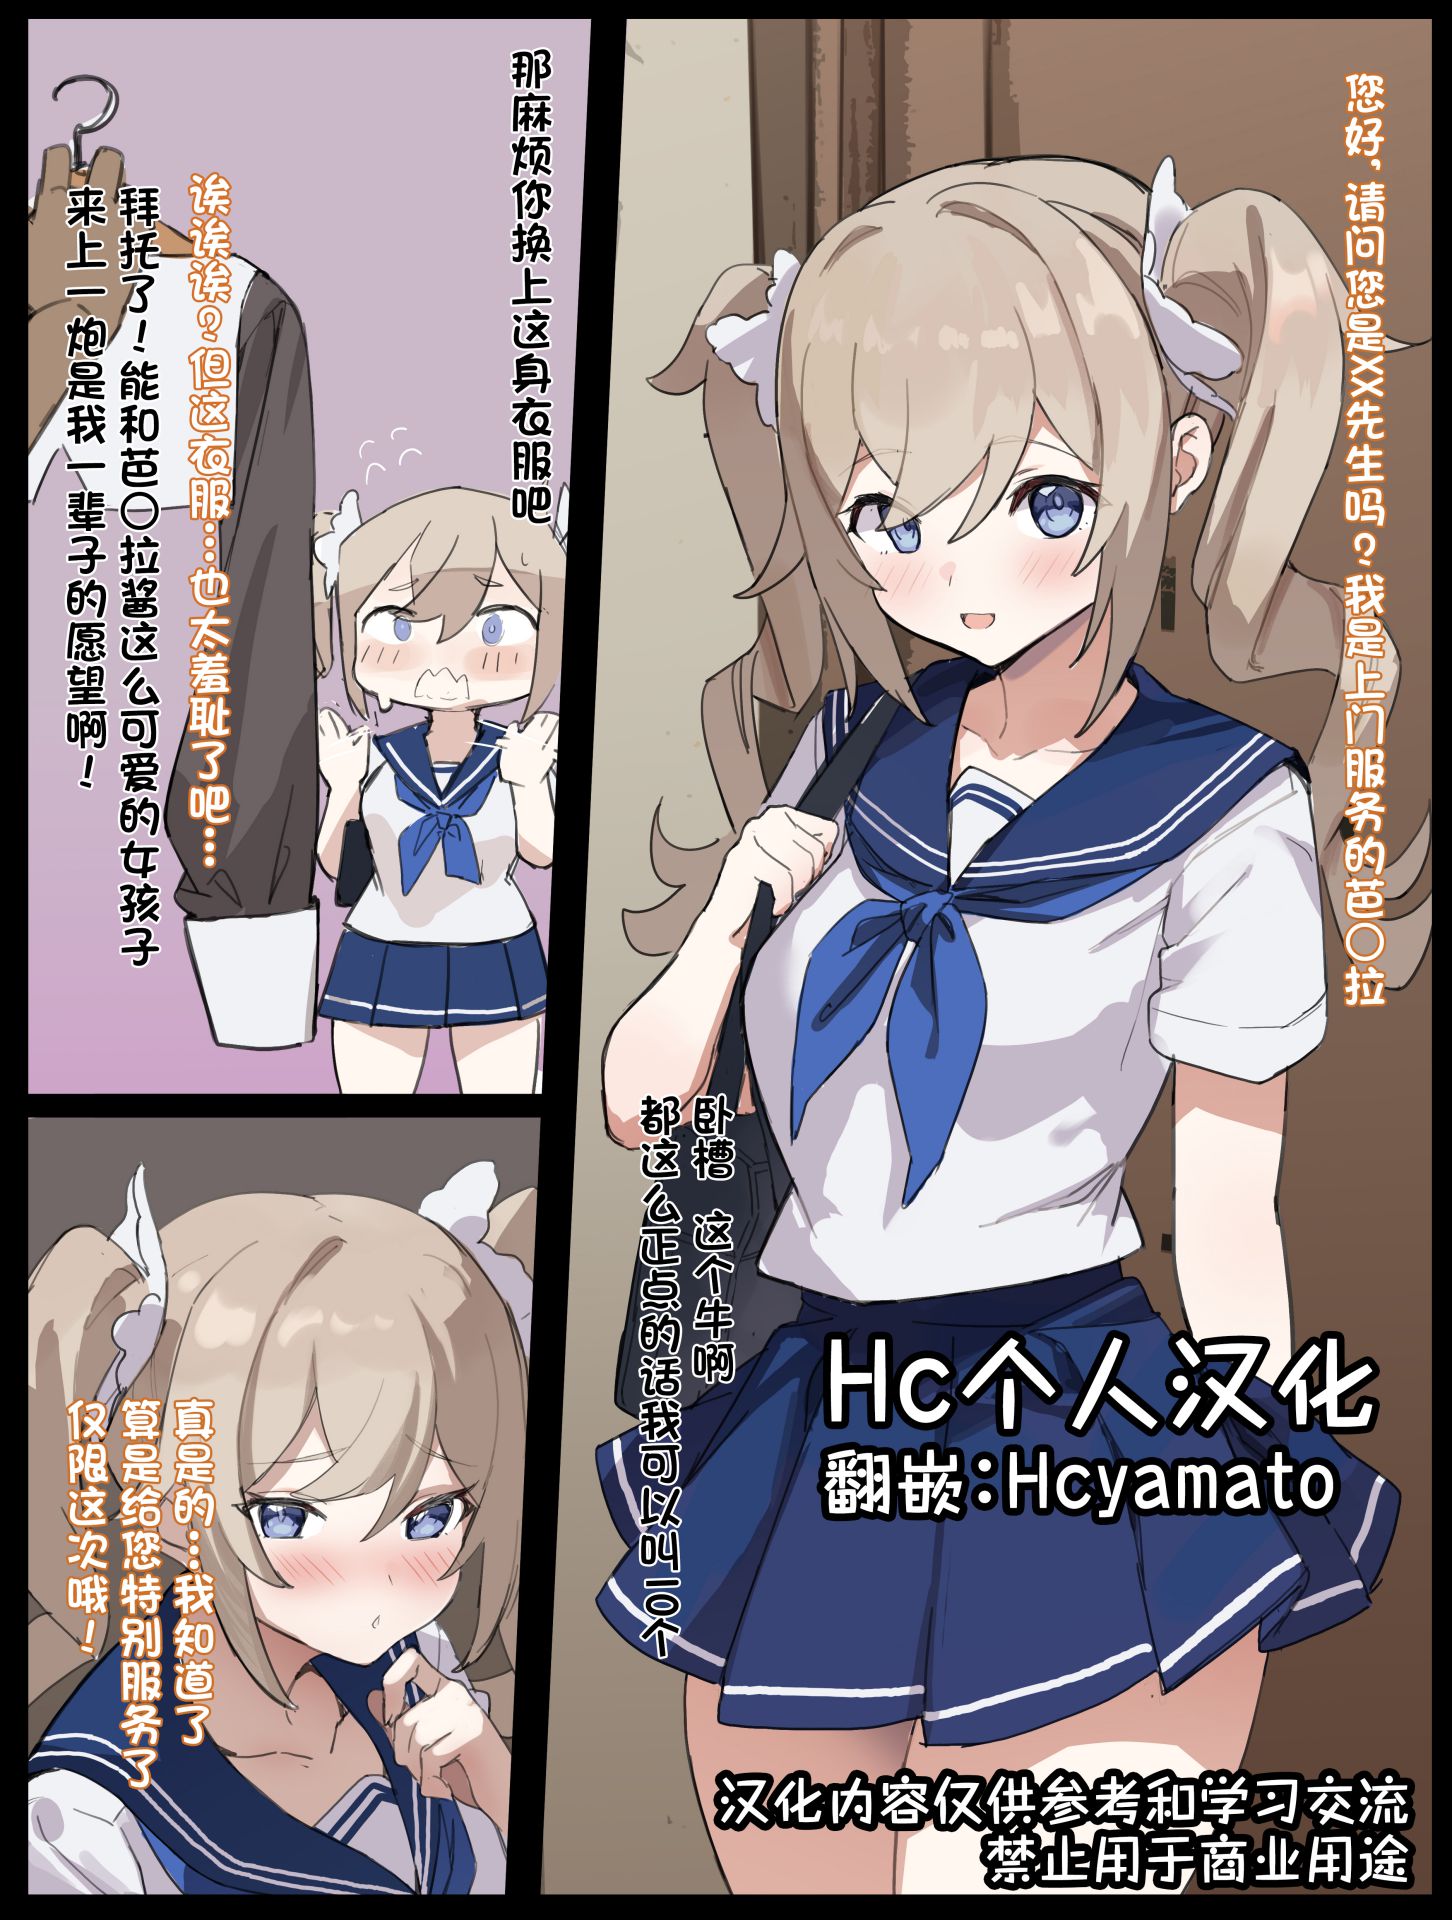 您好,请问您是XX先生吗?我是上门服务的芭〇拉
卧槽 这个牛啊
都这么正点的话我可以叫10个
那麻烦你换上这身衣服吧
诶诶诶?但这衣服…也太羞耻了吧…
拜托了!能和芭〇拉酱这么可爱的女孩子
来上一炮是我一辈子的愿望啊!
真是的…我知道了
算是给您特别服务了
仅限这次哦!
Hc个人汉化
翻嵌:Hcyamato
汉化内容仅供参考和学习交流
禁止用于商业用途